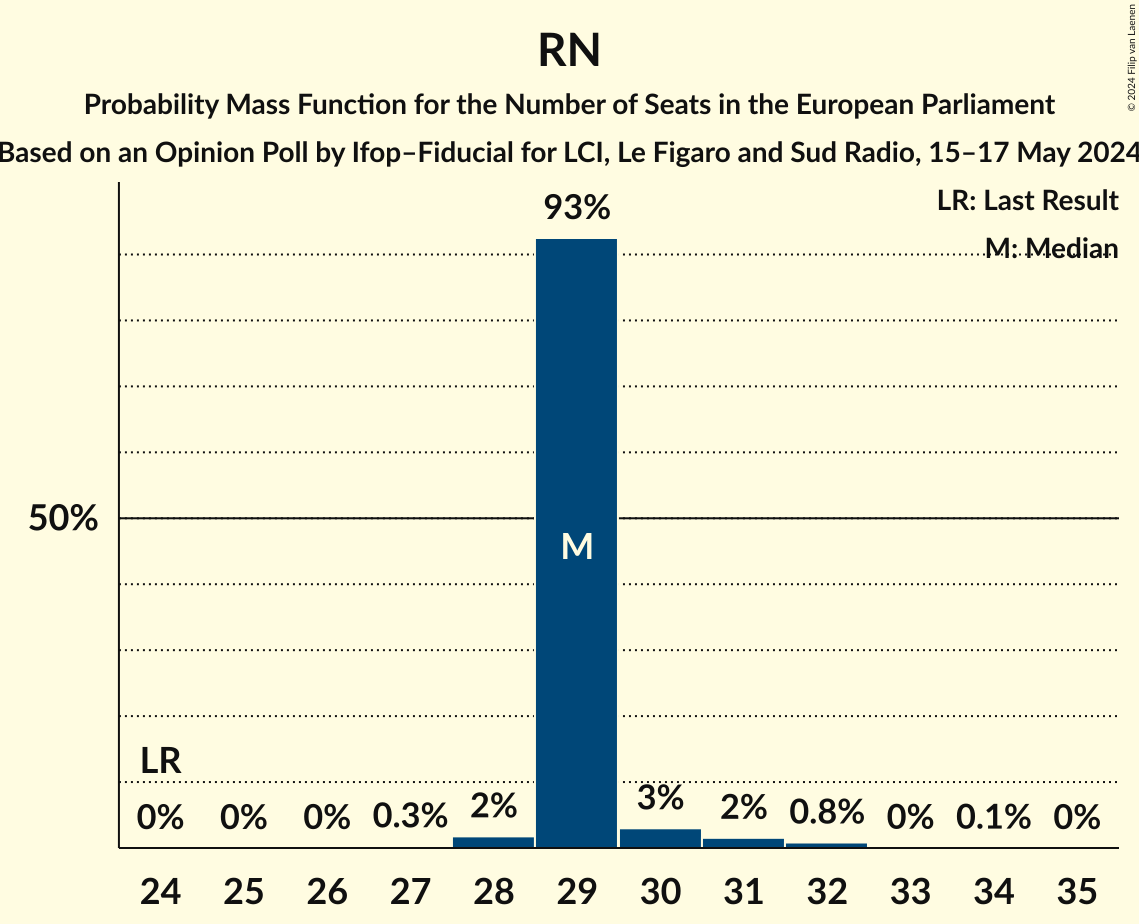 RN
Probability Mass Function for the Number of Seats in the European Parliament
Based on an Opinion Poll by Ifop–Fiducial for LCI, Le Figaro and Sud Radio, 15–17 May 2024
© 2024 Filip van Laenen
LR: Last Result
M: Median
93%
50%
M
LR
0% 0% 0% 0.3% 2% 3% 2% 0.8% 0% 0.1% 0%
24 25 26 27 28 29 30 31 32 33 34 35